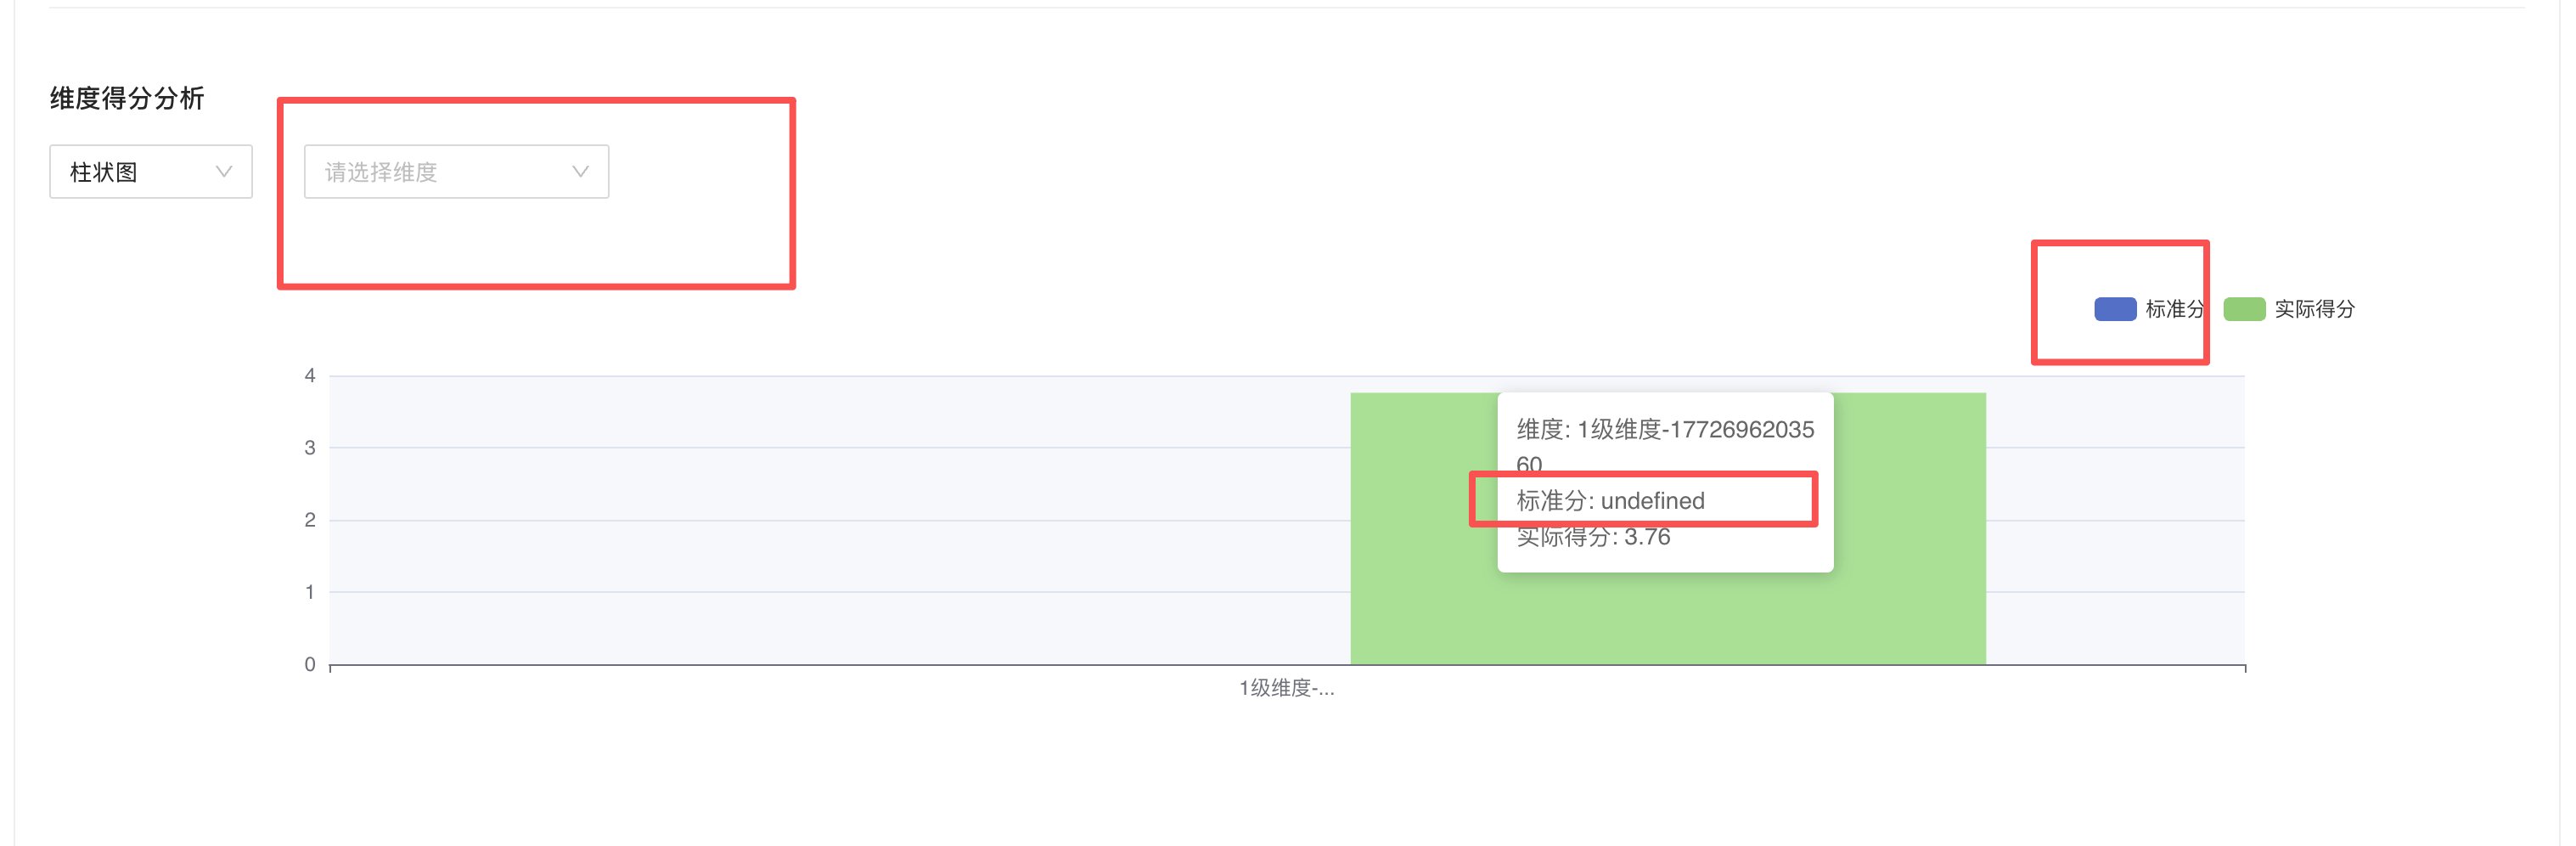 维度得分分析
柱状图
请选择维度
标准分
实际得分
4
3
2
1
0
维度: 1级维度-17726962035
60
标准分: undefined
实际得分: 3.76
1级维度-...